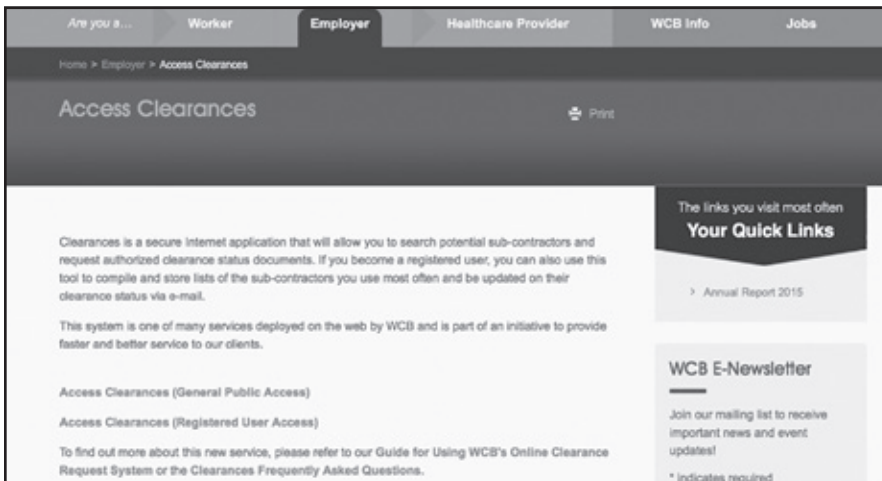 Are you a... Worker Employer Healthcare Provider WCB Info Jobs
Home > Employer > Access Clearances
Access Clearances
Print
Clearances is a secure Internet application that will allow you to search potential sub-contractors and
request authorized clearance status documents. If you become a registered user, you can also use this
tool to compile and store lists of the sub-contractors you use most often and be updated on their
clearance status via e-mail.
This system is one of many services deployed on the web by WCB and is part of an initiative to provide
faster and better service to our clients.
Access Clearances (General Public Access)
Access Clearances (Registered User Access)
To find out more about this new service, please refer to our Guide for Using WCB's Online Clearance
Request System or the Clearances Frequently Asked Questions.
The links you visit most often
Your Quick Links
> Annual Report 2015
WCB E-Newsletter
Join our mailing list to receive
important news and event
updates!
* indicates required